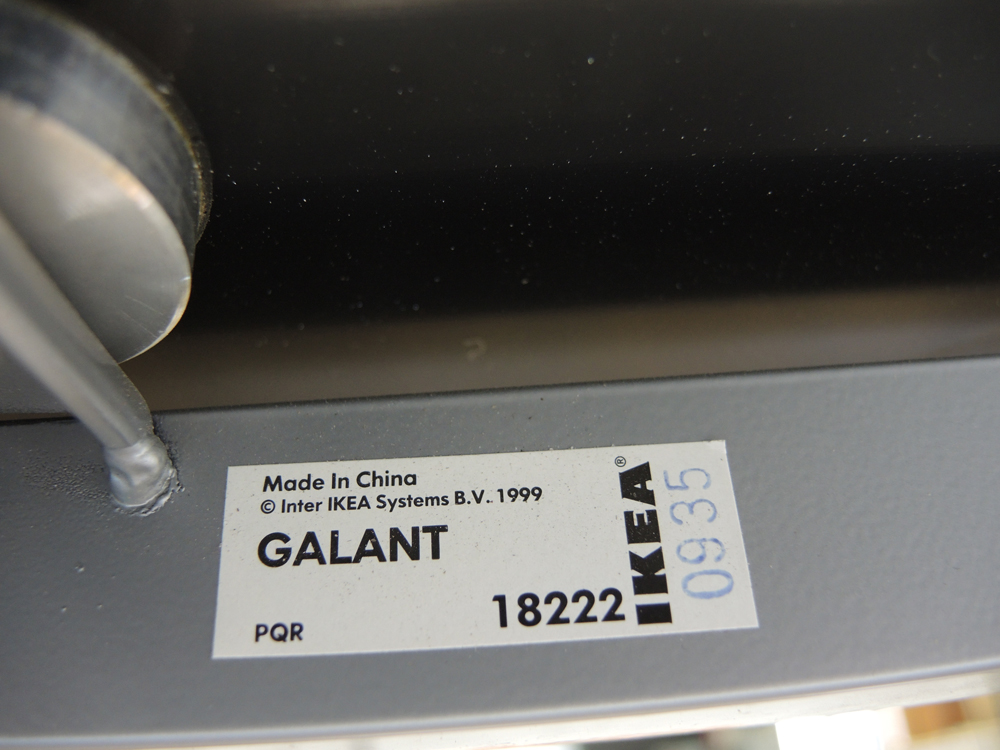 Made In China
© Inter IKEA Systems B.V. 1999
GALANT
18222
PQR
IKEA®
0935